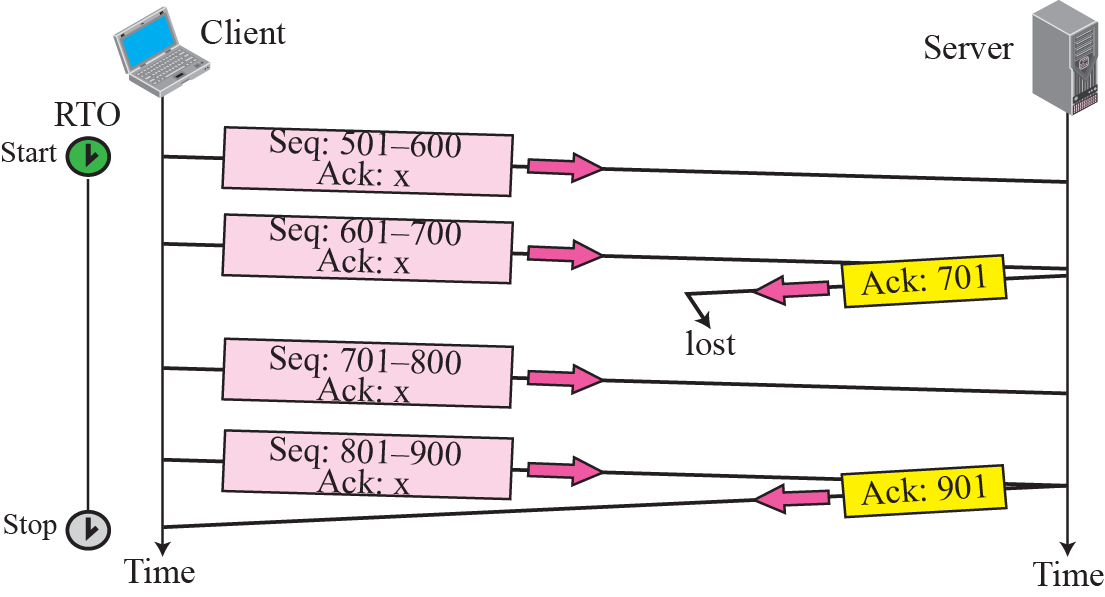 Client
Server
RTO
Start
Seq: 501–600
Ack: x
Seq: 601–700
Ack: x
Ack: 701
lost
Seq: 701–800
Ack: x
Seq: 801–900
Ack: x
Ack: 901
Stop
Time
Time